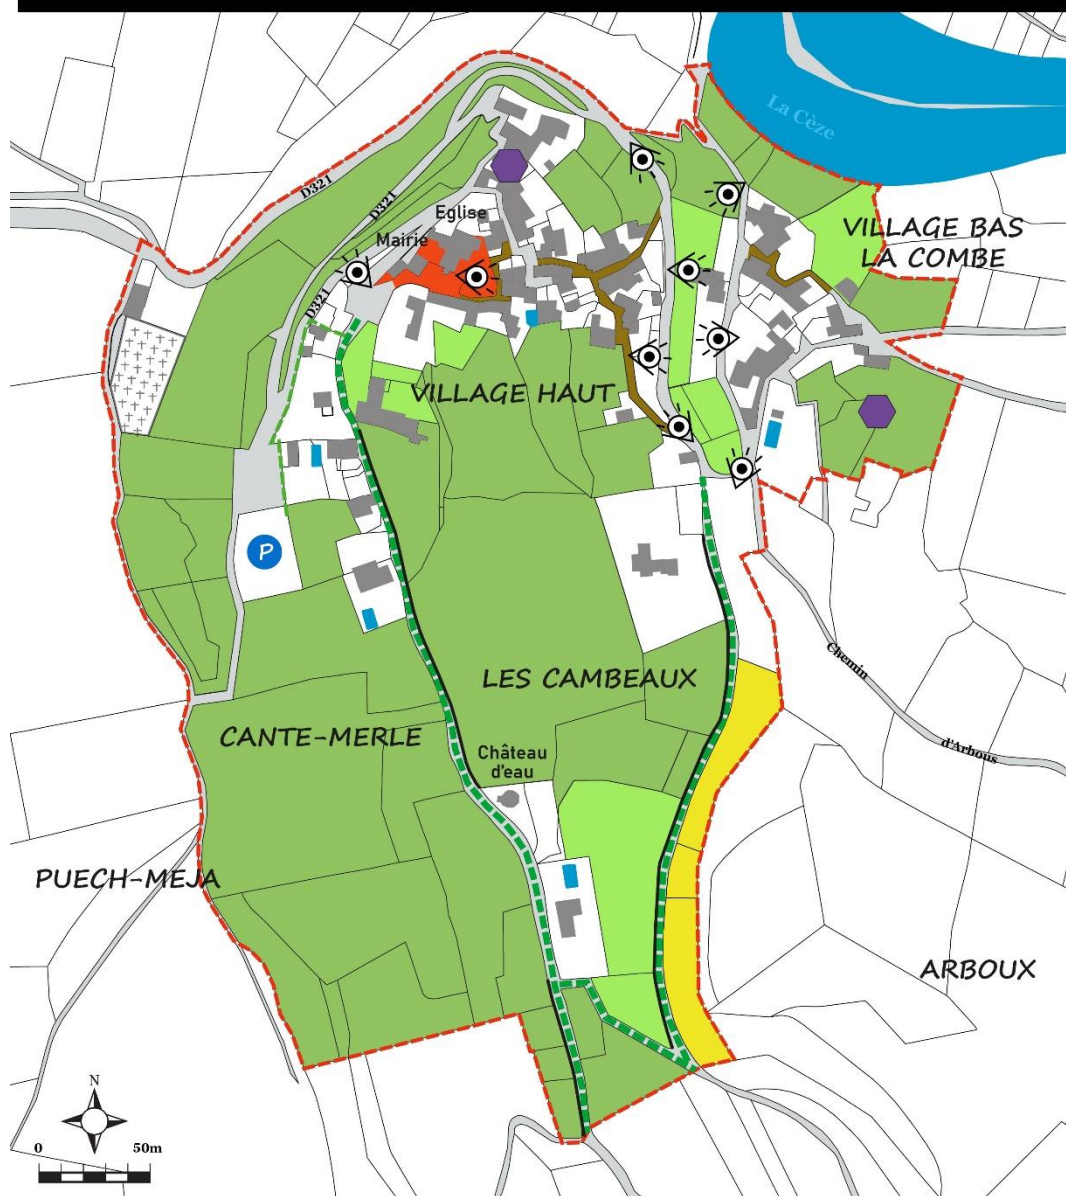 La Cèze
D321
D321
Eglise
Mairie
D321
VILLAGE BAS
LA COMBE
VILLAGE HAUT
P
LES CAMBEAUX
Chemin
d'Arbous
CANTE-MERLE
Château
d'eau
PUECH-MEJA
ARBOUX
N
0 50m